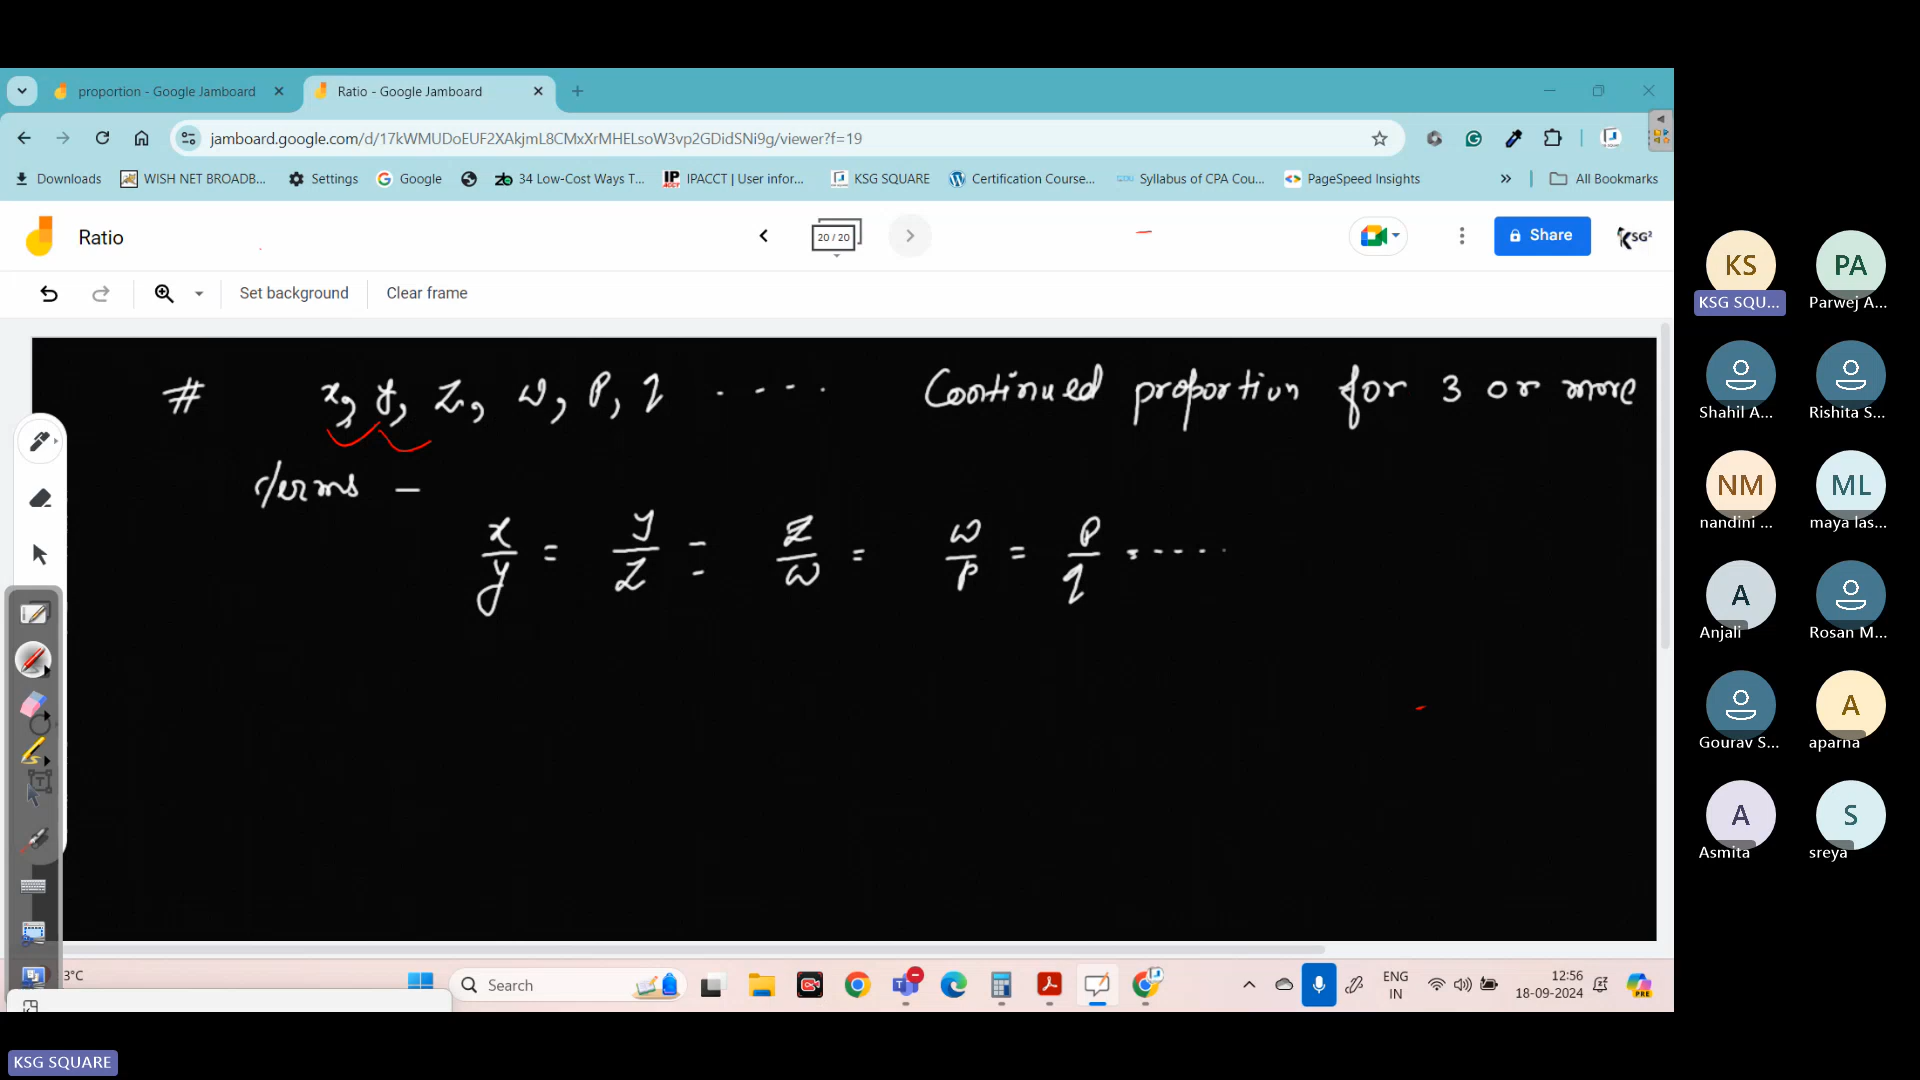 proportion - Google Jamboard
Ratio - Google Jamboard
jamboard.google.com/d/17kWMUDoEUF2XAkjmL8CMxXrMHELsoW3vp2GDidSNi9g/viewer?f=19
Downloads WISH NET BROADB... Settings Google 34 Low-Cost Ways T... IPACCT | User infor... KSG SQUARE Certification Course... Syllabus of CPA Cou... PageSpeed Insights » All Bookmarks
Ratio
20 / 20
Share
KSG²
Set background Clear frame
# x, y, z, w, p, q ..... Continued proportion for 3 or more
terms -
x/y = y/z = z/w = w/p = p/q = .....
3°C
Search
ENG
IN
12:56
18-09-2024
KS
KSG SQU...
PA
Parwej A...
Shahil A...
Rishita S...
NM
nandini ...
ML
maya las...
A
Anjali
Rosan M...
Gourav S...
A
aparna
A
Asmita
S
sreya
KSG SQUARE